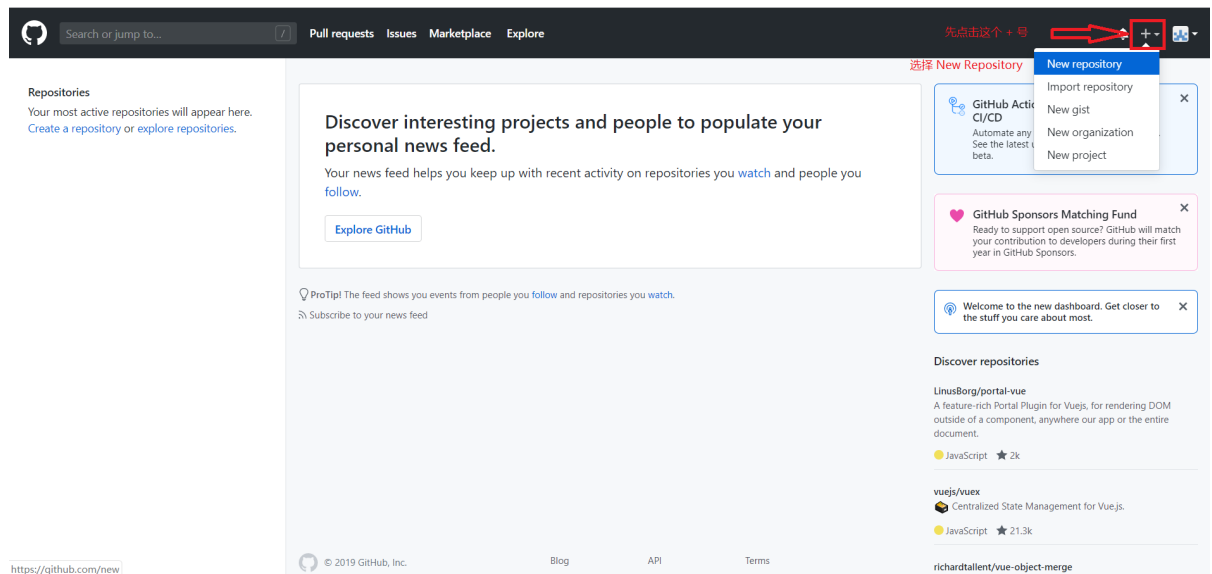 Search or jump to...
/
Pull requests Issues Marketplace Explore
先点击这个 + 号
选择 New Repository
New repository
Import repository
New gist
New organization
New project
Repositories
Your most active repositories will appear here.
Create a repository or explore repositories.
Discover interesting projects and people to populate your
personal news feed.
Your news feed helps you keep up with recent activity on repositories you watch and people you
follow.
Explore GitHub
ProTip! The feed shows you events from people you follow and repositories you watch.
Subscribe to your news feed
GitHub Actic
CI/CD
Automate any
See the latest
beta.
GitHub Sponsors Matching Fund
Ready to support open source? GitHub will match
your contribution to developers during their first
year in GitHub Sponsors.
Welcome to the new dashboard. Get closer to
the stuff you care about most.
Discover repositories
LinusBorg/portal-vue
A feature-rich Portal Plugin for Vuejs, for rendering DOM
outside of a component, anywhere our app or the entire
document.
JavaScript 2k
vuejs/vuex
Centralized State Management for Vue.js.
JavaScript 21.3k
richardtallent/vue-object-merge
© 2019 GitHub, Inc. Blog API Terms
https://github.com/new